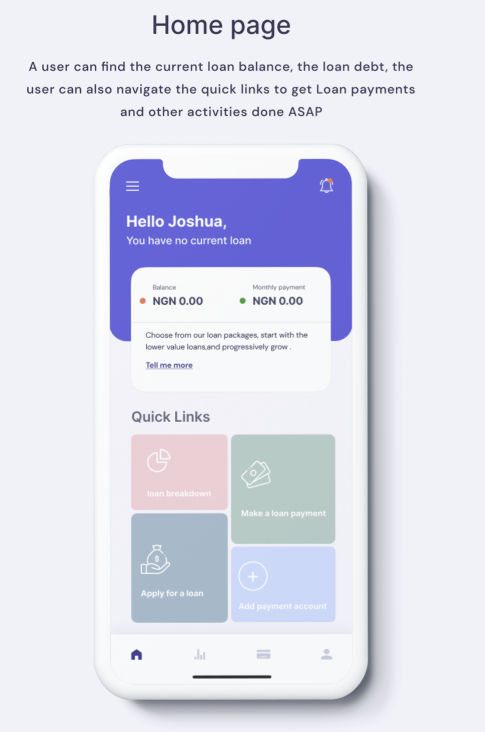 Home page
A user can find the current loan balance, the loan debt, the
user can also navigate the quick links to get Loan payments
and other activities done ASAP
Hello Joshua,
You have no current loan
Balance
NGN 0.00
Monthly payment
NGN 0.00
Choose from our loan packages, start with the
lower value loans,and progressively grow .
Tell me more
Quick Links
loan breakdown
Make a loan payment
Apply for a loan
Add payment account